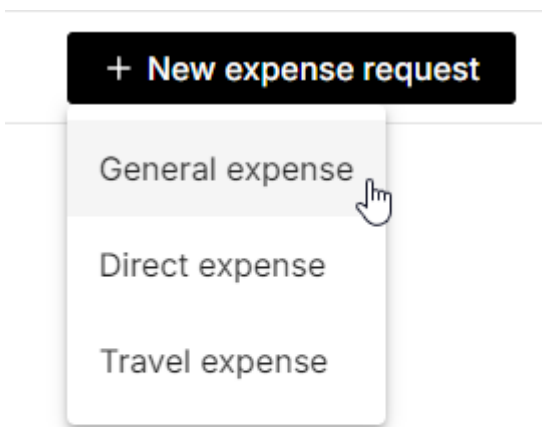 + New expense request
General expense
Direct expense
Travel expense